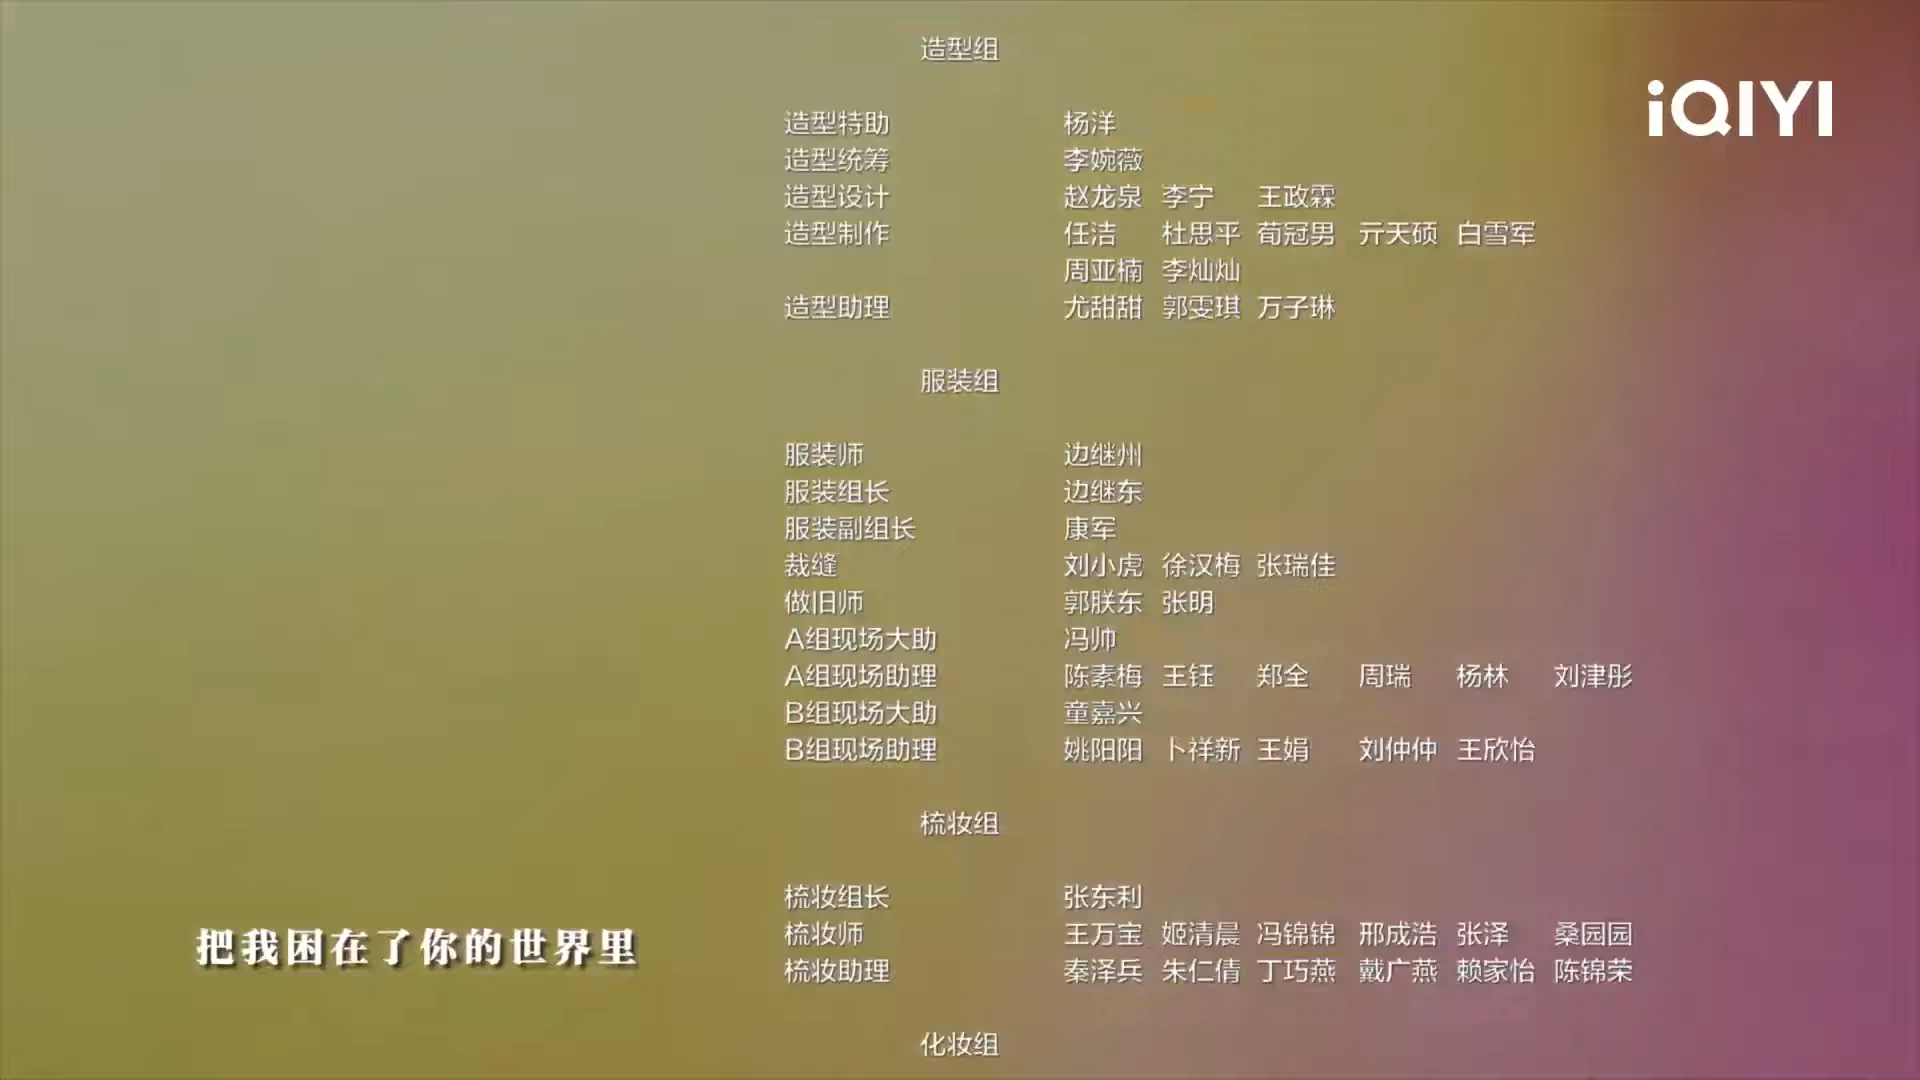 造型组
iQIYI
造型特助 杨洋
造型统筹 李婉薇
造型设计 赵龙泉 李宁 王政霖
造型制作 任洁 杜思平 荀冠男 亓天硕 白雪军
周亚楠 李灿灿
造型助理 尤甜甜 郭雯琪 万子琳
服装组
服装师 边继州
服装组长 边继东
服装副组长 康军
裁缝 刘小虎 徐汉梅 张瑞佳
做旧师 郭朕东 张明
A组现场大助 冯帅
A组现场助理 陈素梅 王钰 郑全 周瑞 杨林 刘津彤
B组现场大助 童嘉兴
B组现场助理 姚阳阳 卜祥新 王娟 刘仲仲 王欣怡
梳妆组
梳妆组长 张东利
梳妆师 王万宝 姬清晨 冯锦锦 邢成浩 张泽 桑园园
把我困在了你的世界里
梳妆助理 秦泽兵 朱仁倩 丁巧燕 戴广燕 赖家怡 陈锦荣
化妆组